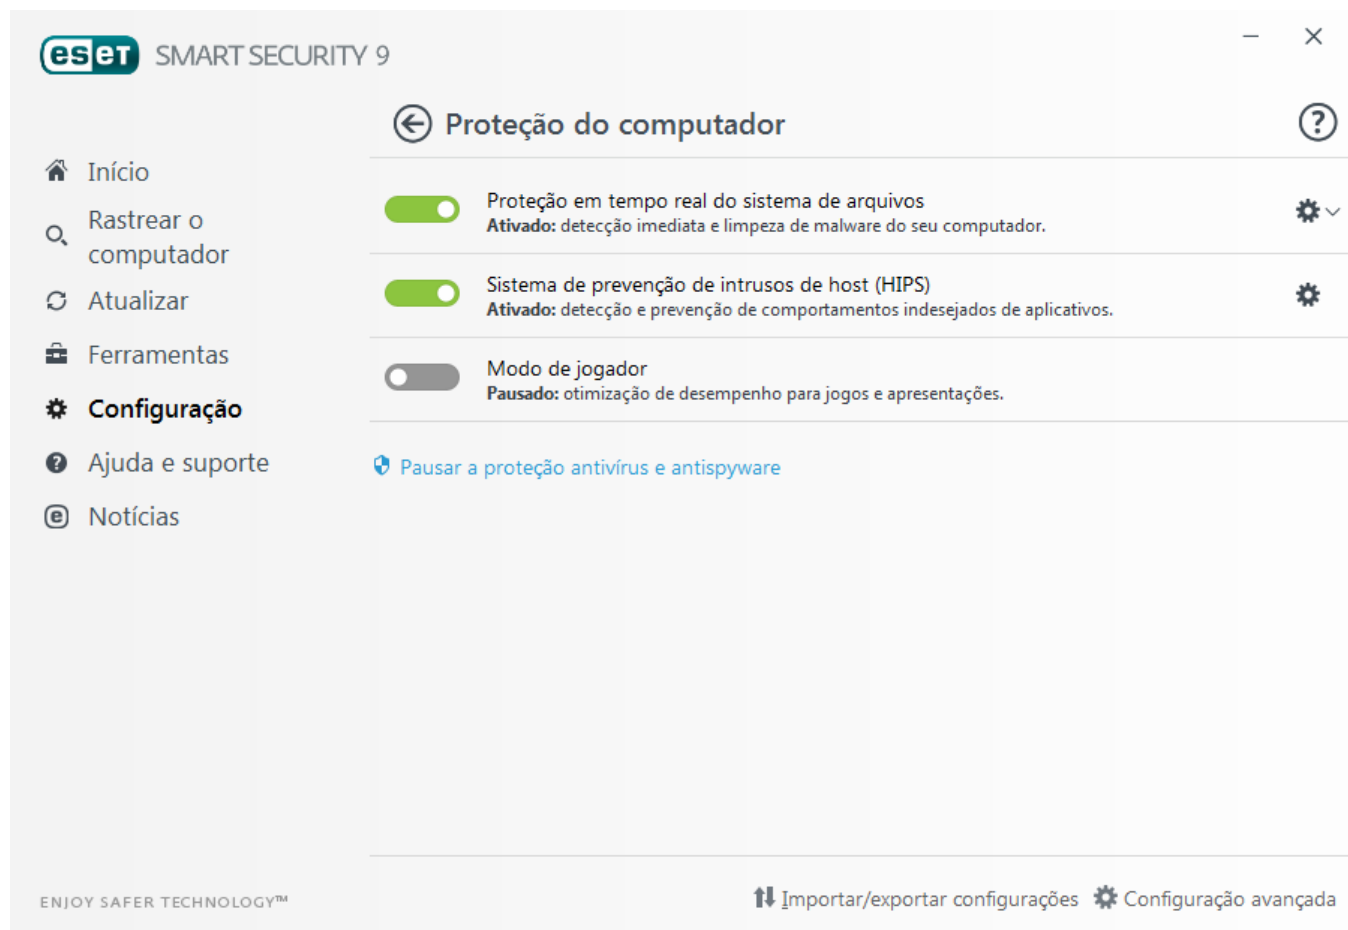 eset SMART SECURITY 9
Proteção do computador
?
Início
Rastrear o
computador
Atualizar
Ferramentas
Configuração
Ajuda e suporte
Notícias
Proteção em tempo real do sistema de arquivos
Ativado: detecção imediata e limpeza de malware do seu computador.
Sistema de prevenção de intrusos de host (HIPS)
Ativado: detecção e prevenção de comportamentos indesejados de aplicativos.
Modo de jogador
Pausado: otimização de desempenho para jogos e apresentações.
Pausar a proteção antivírus e antispyware
ENJOY SAFER TECHNOLOGY™
Importar/exportar configurações Configuração avançada